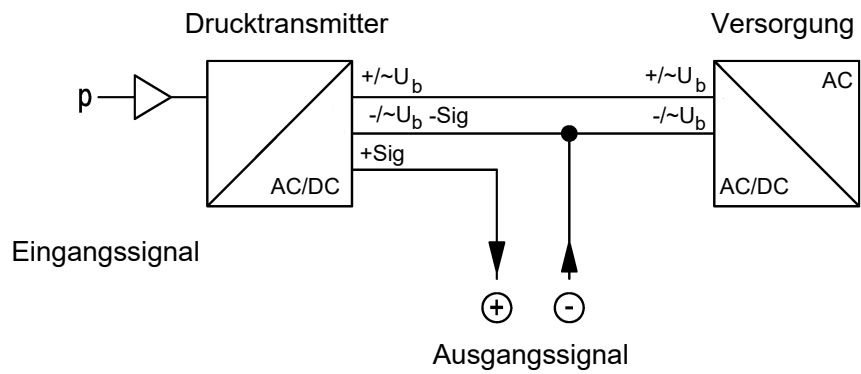 Drucktransmitter
Versorgung
+/~Ub
+/~Ub
AC
p
-/~Ub -Sig
-/~Ub
+Sig
AC/DC
AC/DC
Eingangssignal
+
-
Ausgangssignal